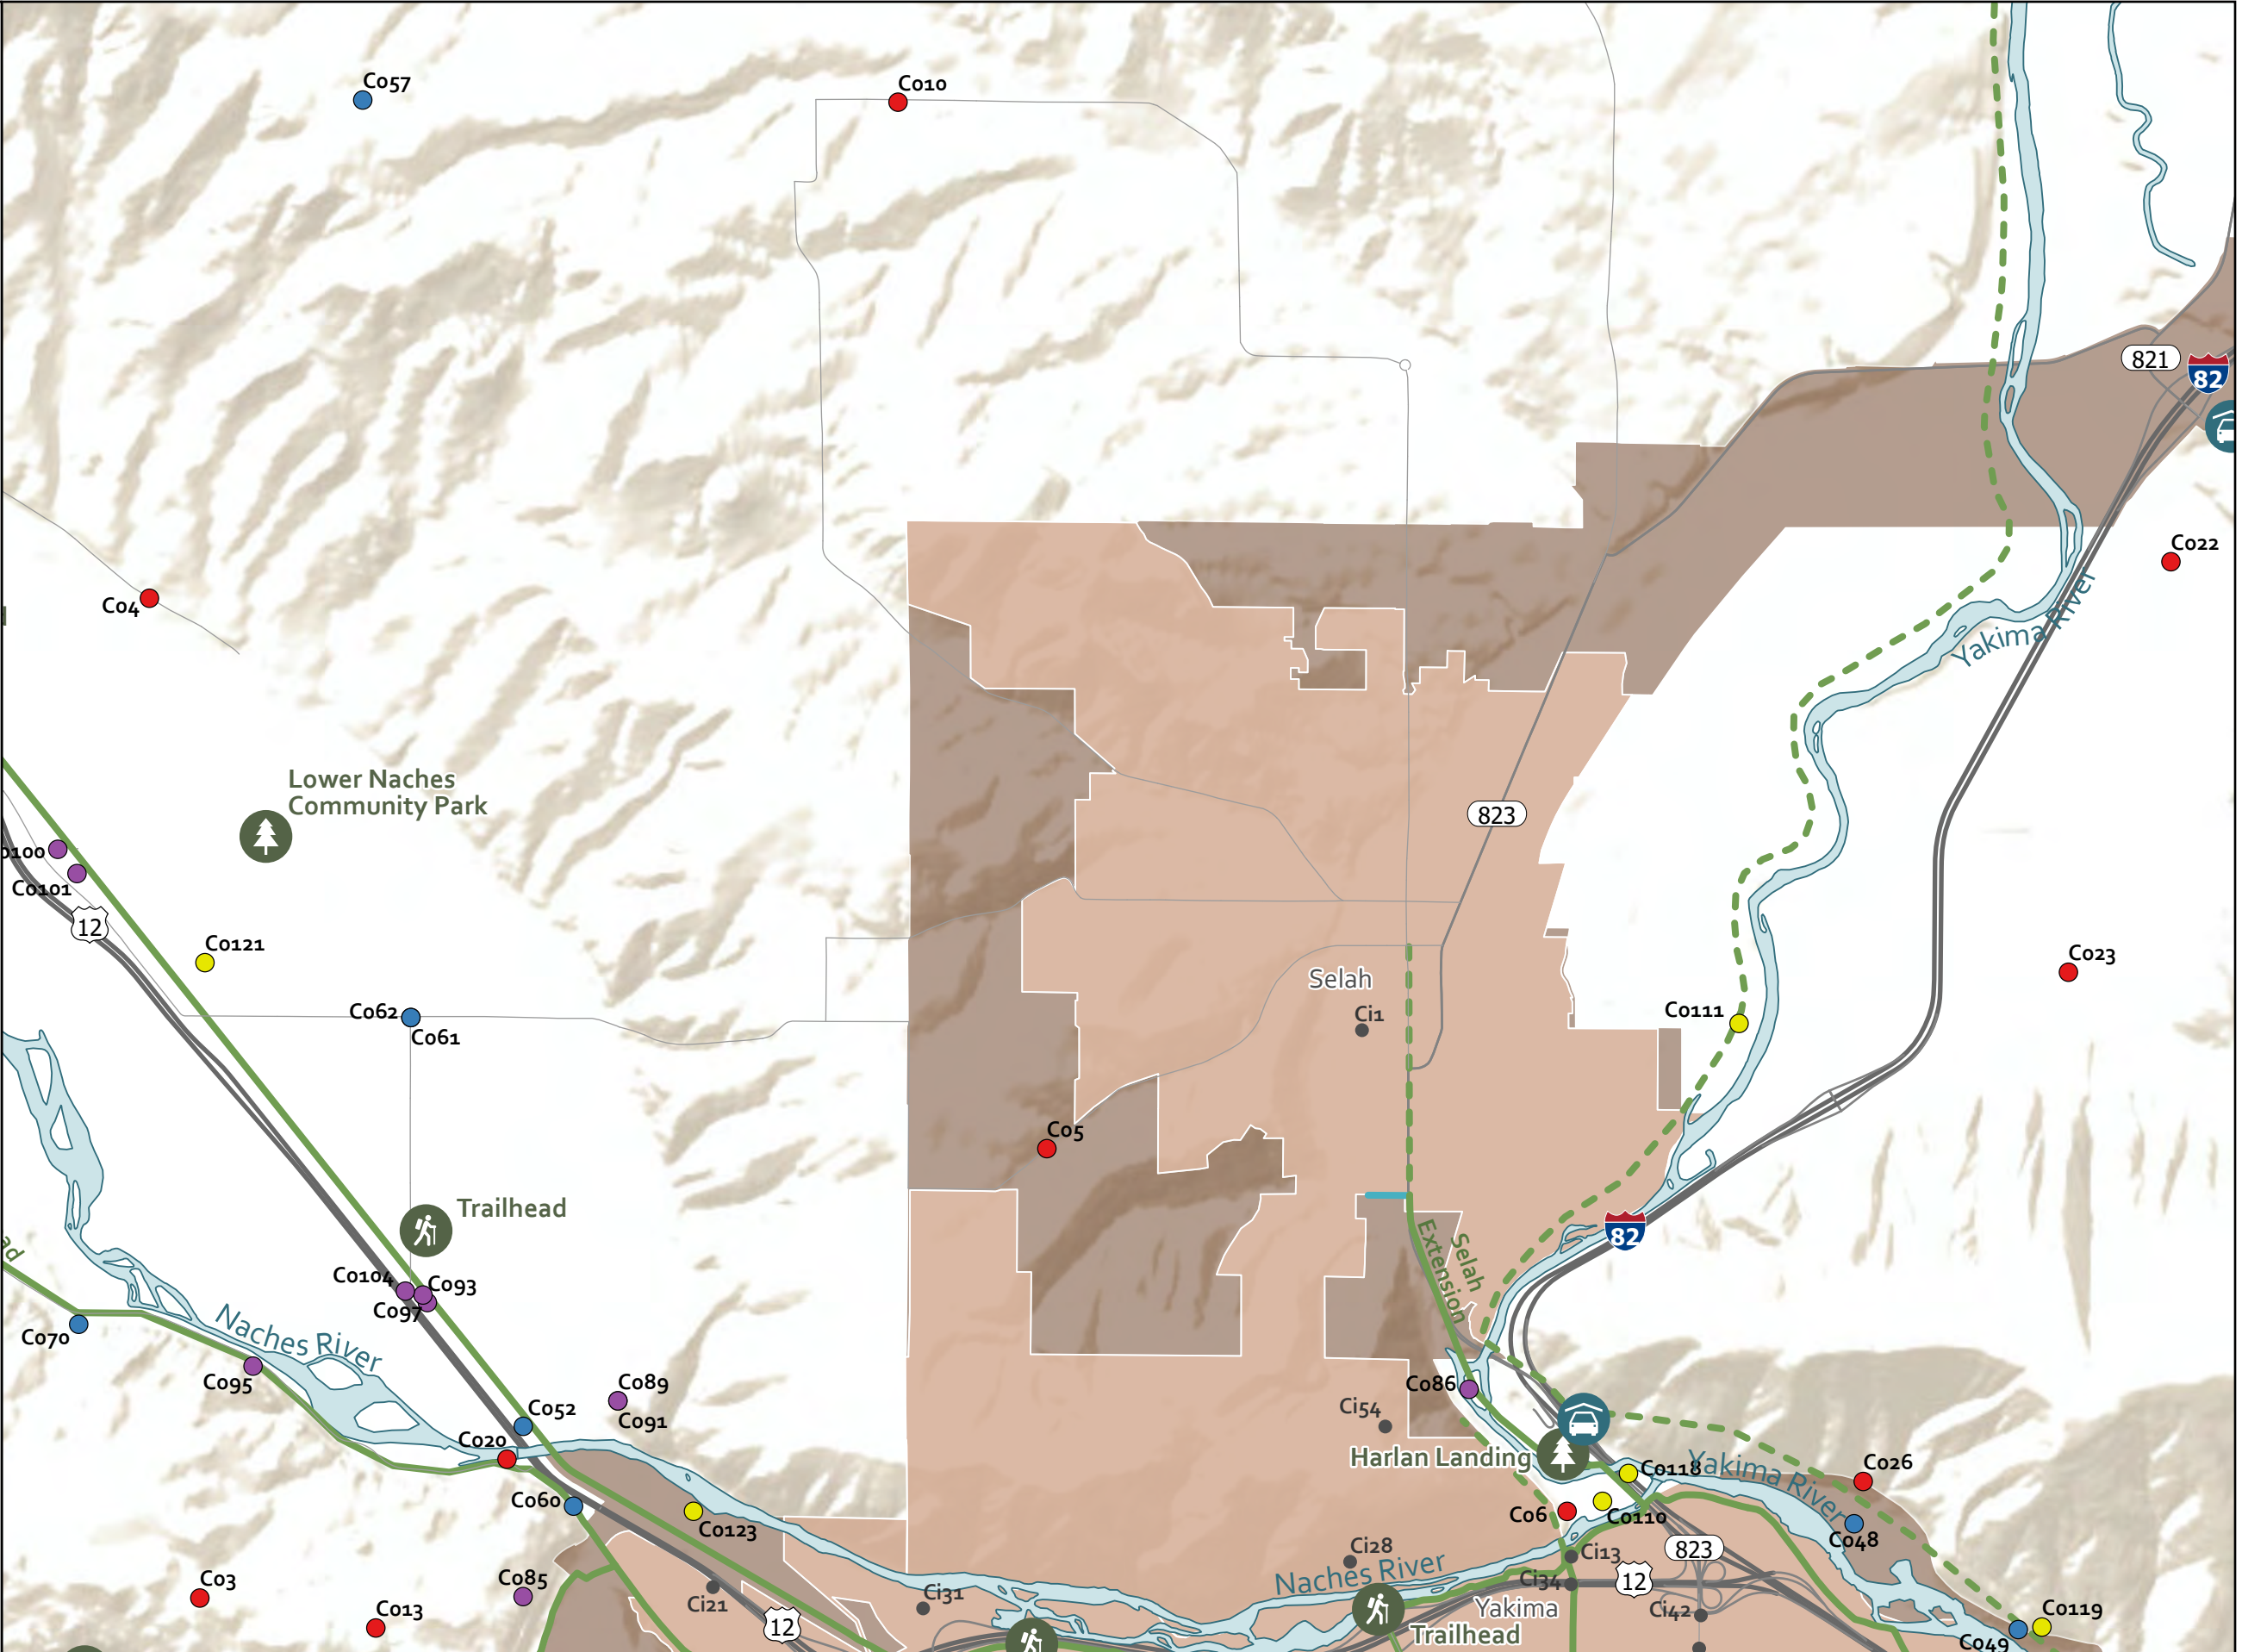 Co57
Co10
821
82
Co22
Co4
Yakima River
Lower Naches
Community Park
823
0100
Co101
12
Co121
Co23
Selah
Ci1
Co62
Co61
Co111
Co5
Trailhead
Selah
Extension
82
Co104
Co93
Co97
Naches River
ad
Co70
Co95
Co89
Co91
Co86
Co52
Ci54
Co20
Harlan Landing
Co118
Yakima River
Co26
Co60
Co6
Co110
Co123
Co48
823
Ci28
Ci13
Naches River
Ci34
12
Co3
Co85
Ci21
Ci31
Yakima
Ci42
Co13
12
Trailhead
Co119
Co49